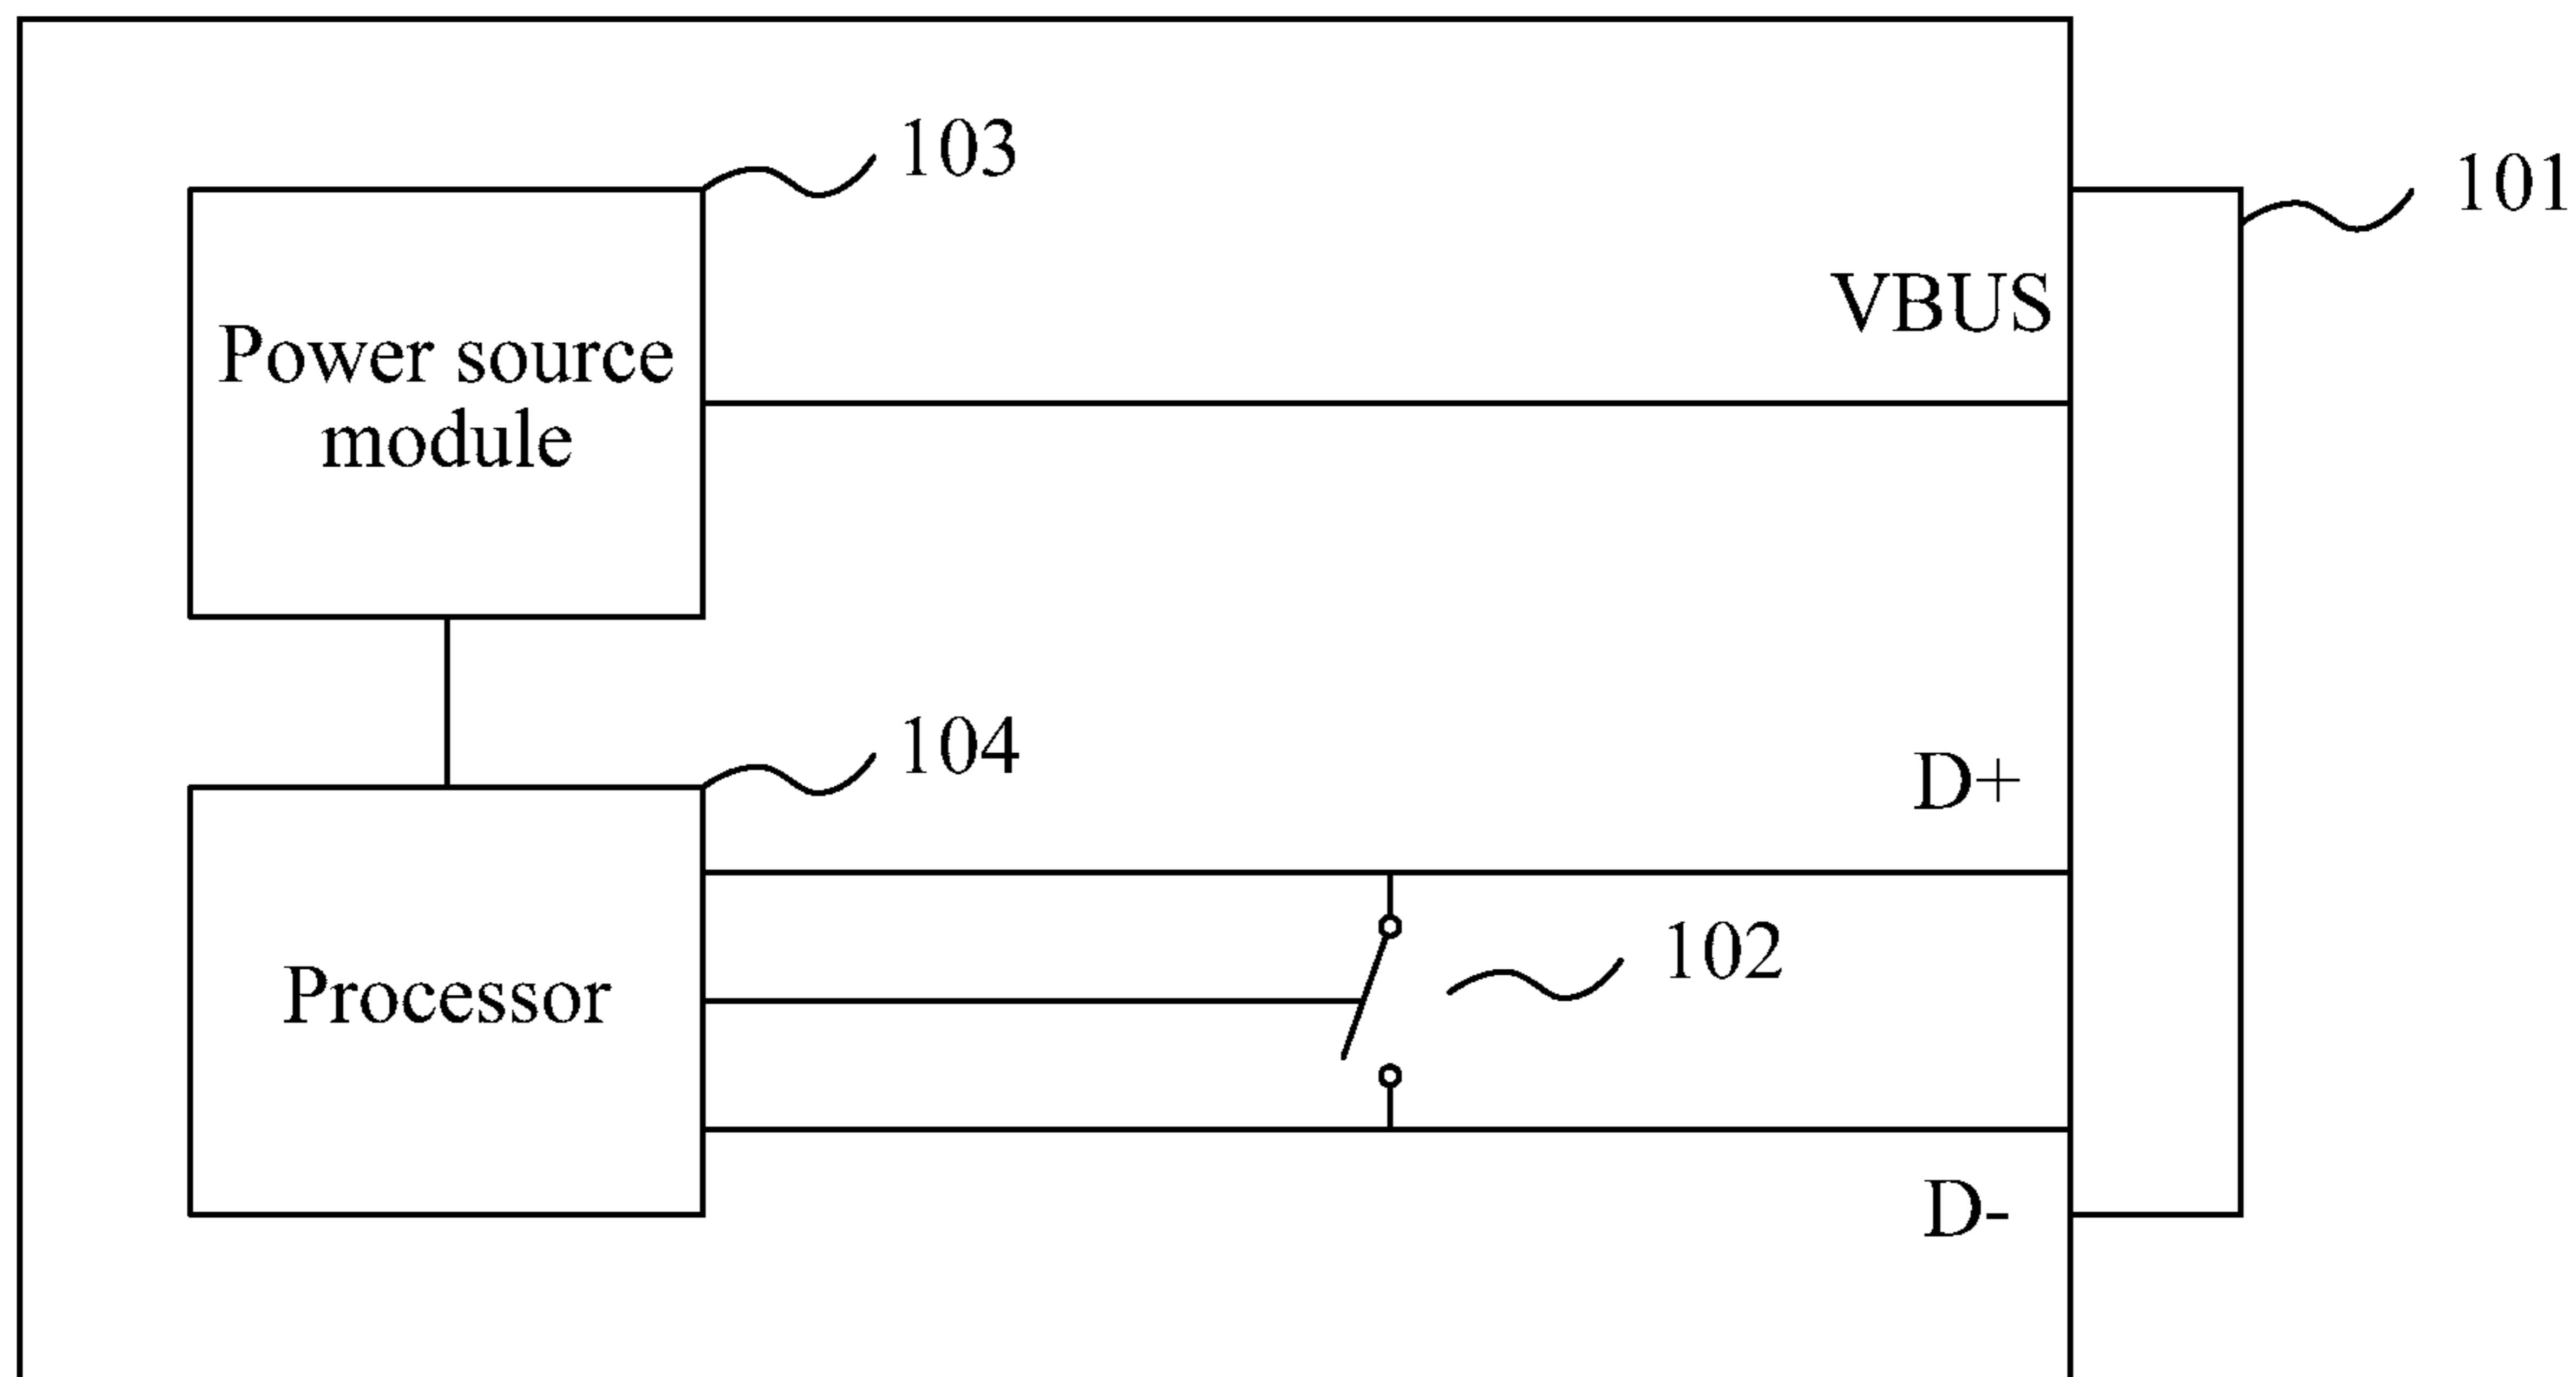 103
101
Power source
module
VBUS
104
D+
Processor
102
D-